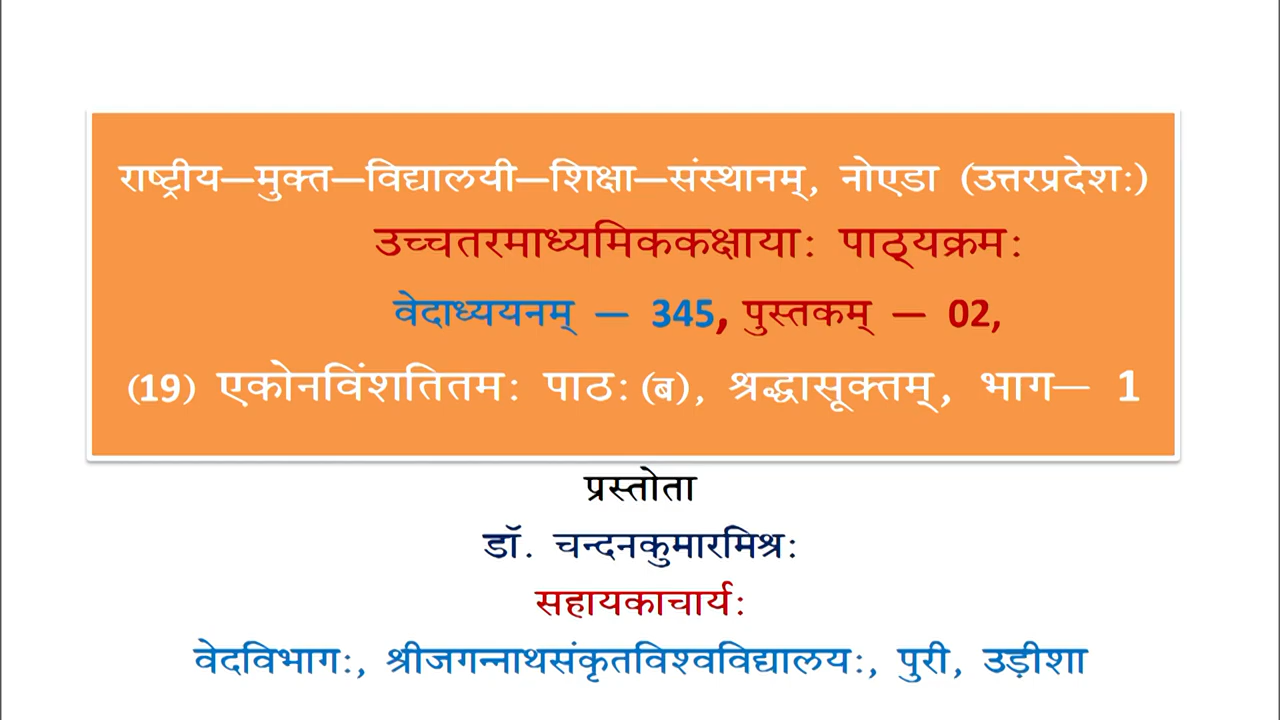 राष्ट्रीय—मुक्त—विद्यालयी—शिक्षा—संस्थानम्, नोएडा (उत्तरप्रदेशः)
उच्चतरमाध्यमिककक्षायाः पाठ्यक्रमः
वेदाध्ययनम् — 345, पुस्तकम् — 02,
(19) एकोनविंशतितमः पाठः (ब), श्रद्धासूक्तम्, भाग— 1
प्रस्तोता
डॉ. चन्दनकुमारमिश्रः
सहायकाचार्यः
वेदविभागः, श्रीजगन्नाथसंकृतविश्वविद्यालयः, पुरी, उड़ीशा